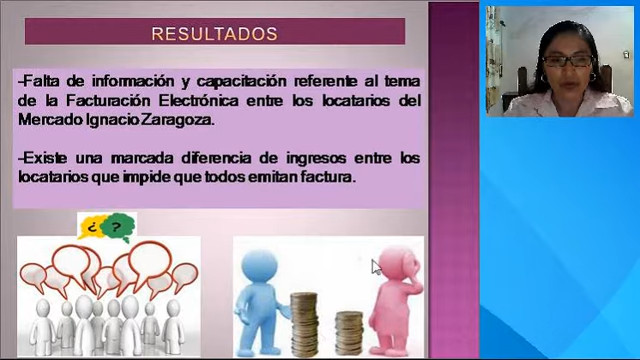 RESULTADOS
-Falta de información y capacitación referente al tema
de la Facturación Electrónica entre los locatarios del
Mercado Ignacio Zaragoza.
-Existe una marcada diferencia de ingresos entre los
locatarios que impide que todos emitan factura.
¿ ?